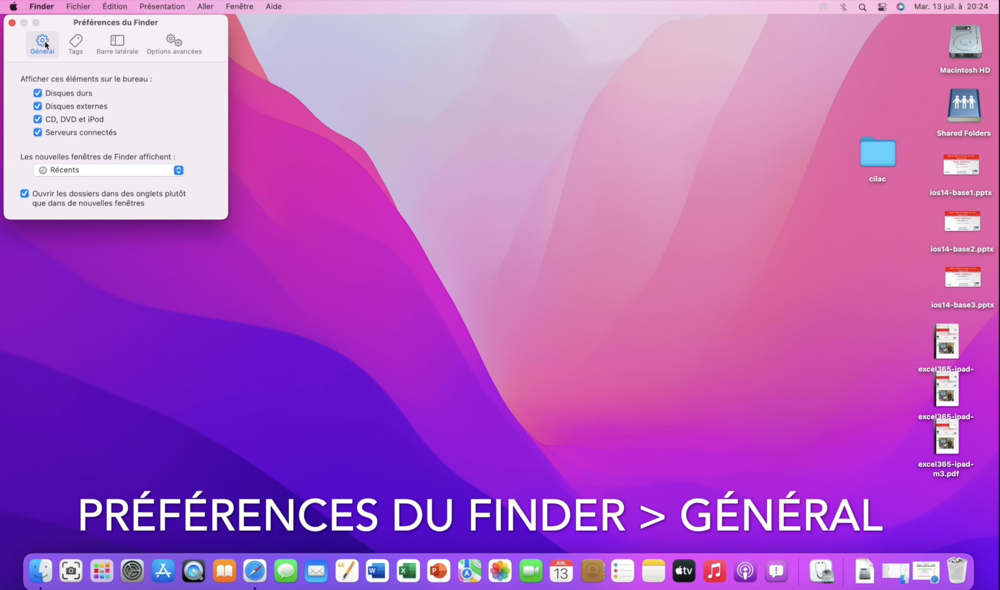 Finder Fichier Édition Présentation Aller Fenêtre Aide
Mar. 13 juil. à 20:24
Préférences du Finder
Général Tags Barre latérale Options avancées
Afficher ces éléments sur le bureau :
Disques durs
Disques externes
CD, DVD et iPod
Serveurs connectés
Les nouvelles fenêtres de Finder affichent :
Récents
Ouvrir les dossiers dans des onglets plutôt
que dans de nouvelles fenêtres
Macintosh HD
Shared Folders
cilac
ios14-base1.pptx
ios14-base2.pptx
ios14-base3.pptx
excel365-ipad-
excel365-ipad-
excel365-ipad-
m3.pdf
PRÉFÉRENCES DU FINDER > GÉNÉRAL
W
X
P
JUIL.
13
tv